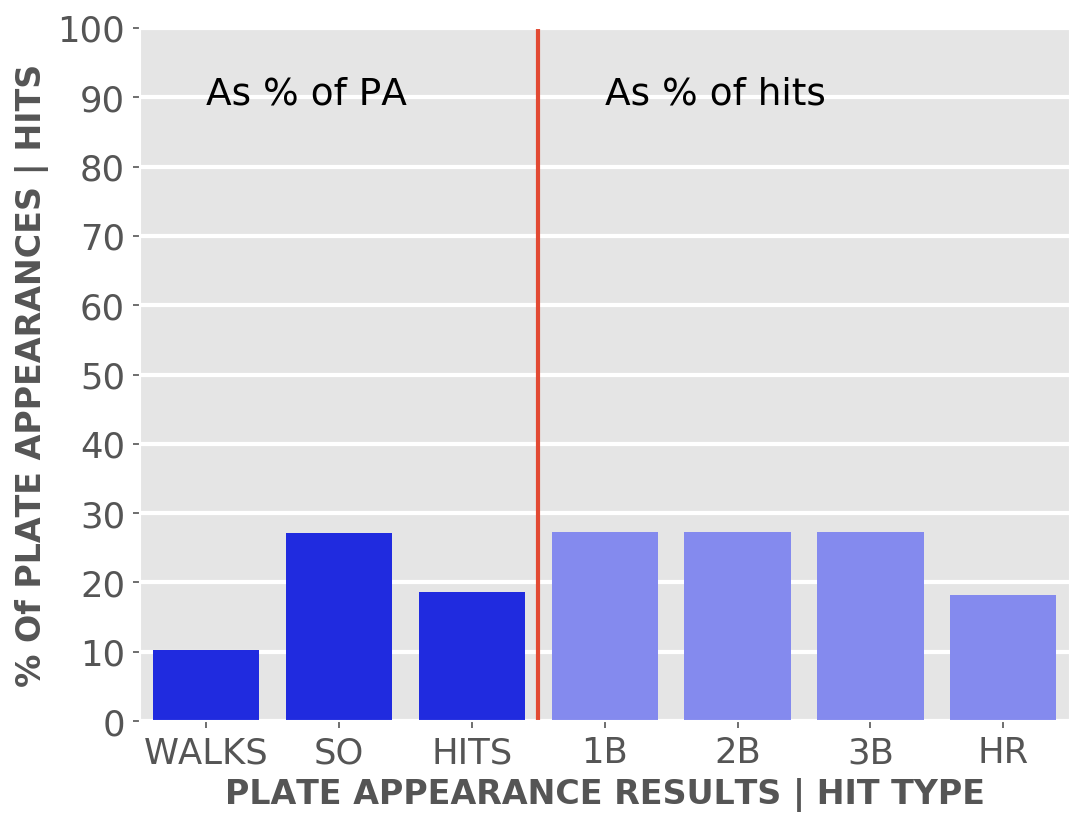 100
90
80
70
60
50
40
30
20
10
0
% Of PLATE APPEARANCES | HITS
As % of PA
As % of hits
WALKS SO HITS 1B 2B 3B HR
PLATE APPEARANCE RESULTS | HIT TYPE